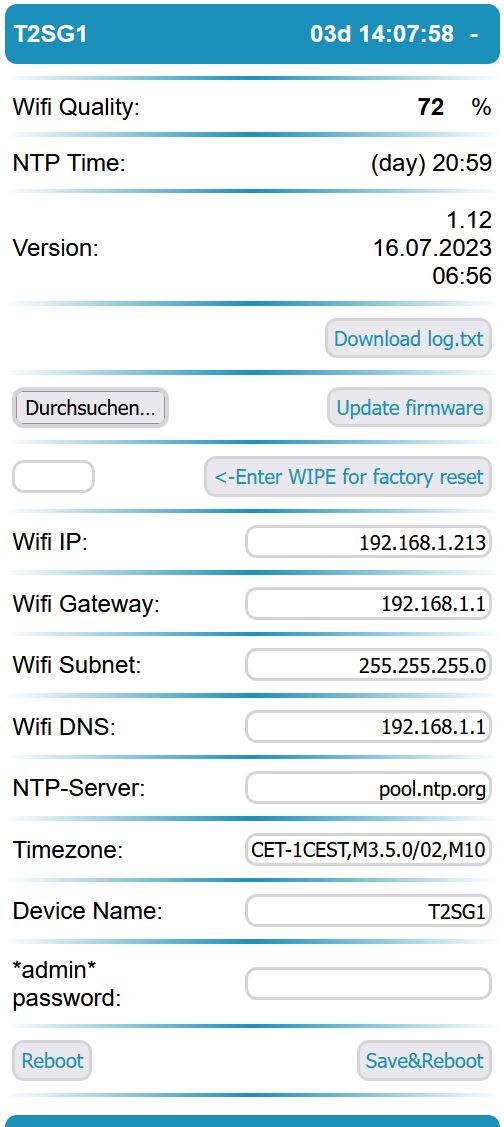 T2SG1 03d 14:07:58 -
Wifi Quality: 72 %
NTP Time: (day) 20:59
Version: 1.12
16.07.2023
06:56
Download log.txt
Durchsuchen... Update firmware
<-Enter WIPE for factory reset
Wifi IP: 192.168.1.213
Wifi Gateway: 192.168.1.1
Wifi Subnet: 255.255.255.0
Wifi DNS: 192.168.1.1
NTP-Server: pool.ntp.org
Timezone: CET-1CEST,M3.5.0/02,M10
Device Name: T2SG1
*admin*
password:
Reboot Save&Reboot